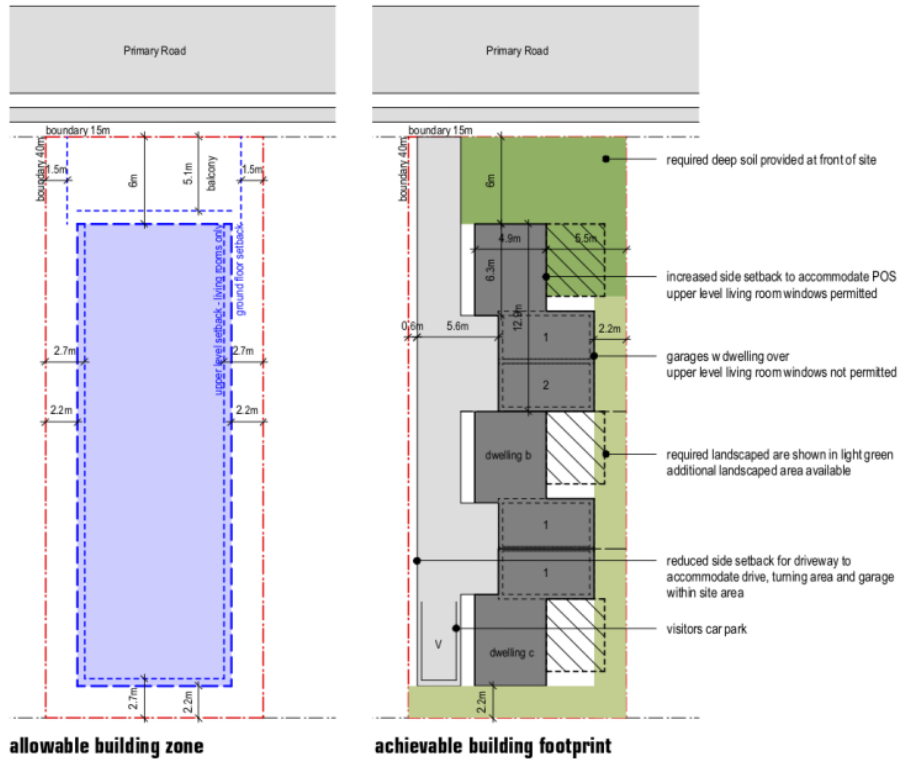 Primary Road
boundary 15m
boundary 40m
1.5m
6m
5.1m
balcony
1.5m
upper level setback - living rooms only
ground floor setback
2.7m
2.7m
2.2m
2.2m
2.7m
2.2m
allowable building zone
Primary Road
boundary 15m
boundary 40m
6m
required deep soil provided at front of site
4.9m
5.5m
6.3m
12.9m
increased side setback to accommodate POS
upper level living room windows permitted
0.6m
5.6m
1
2.2m
2
garages w dwelling over
upper level living room windows not permitted
dwelling b
required landscaped are shown in light green
additional landscaped area available
1
1
reduced side setback for driveway to
accommodate drive, turning area and garage
within site area
V
visitors car park
dwelling c
2.2m
achievable building footprint